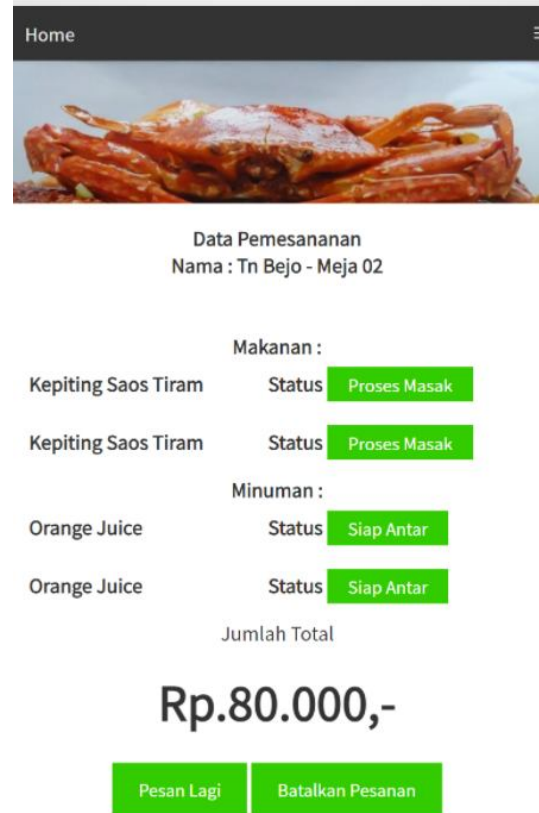 Home
Data Pemesananan
Nama : Tn Bejo - Meja 02
Makanan :
Kepiting Saos Tiram Status Proses Masak
Kepiting Saos Tiram Status Proses Masak
Minuman :
Orange Juice Status Siap Antar
Orange Juice Status Siap Antar
Jumlah Total
Rp.80.000,-
Pesan Lagi Batalkan Pesanan